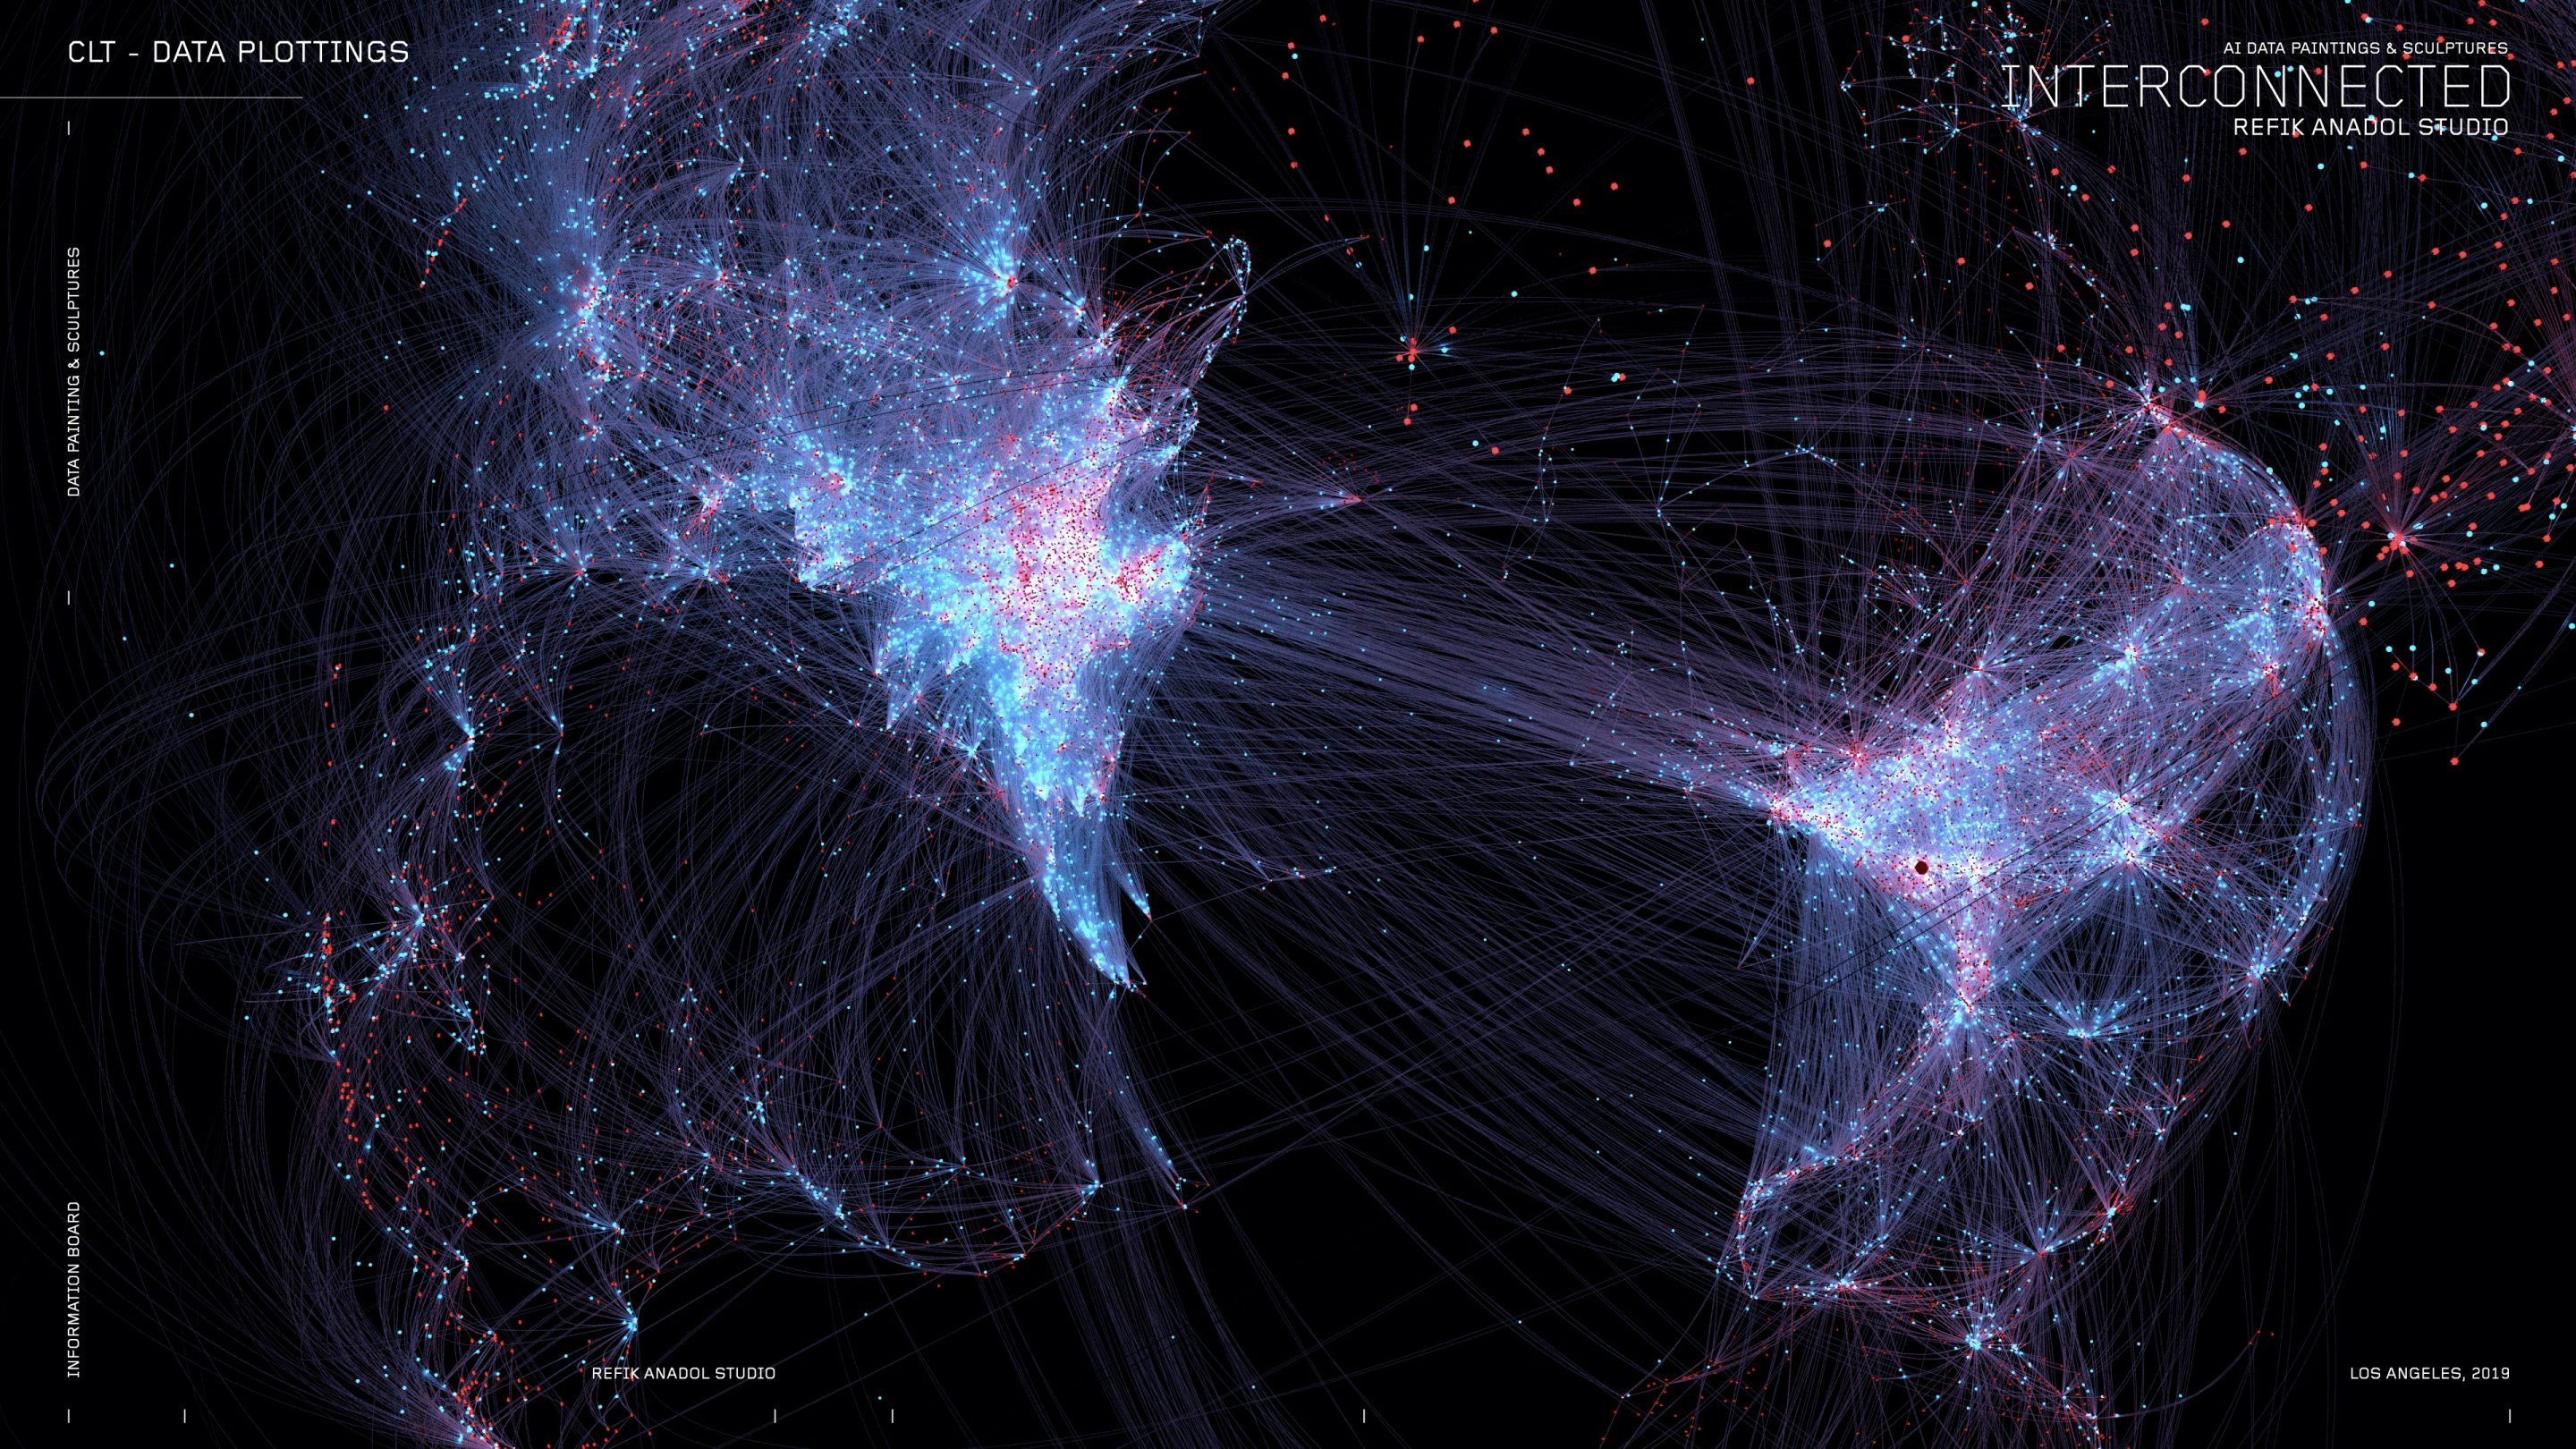 CLT - DATA PLOTTINGS
AI DATA PAINTINGS & SCULPTURES
INTERCONNECTED
REFIK ANADOL STUDIO
DATA PAINTING & SCULPTURES
INFORMATION BOARD
REFIK ANADOL STUDIO
LOS ANGELES, 2019